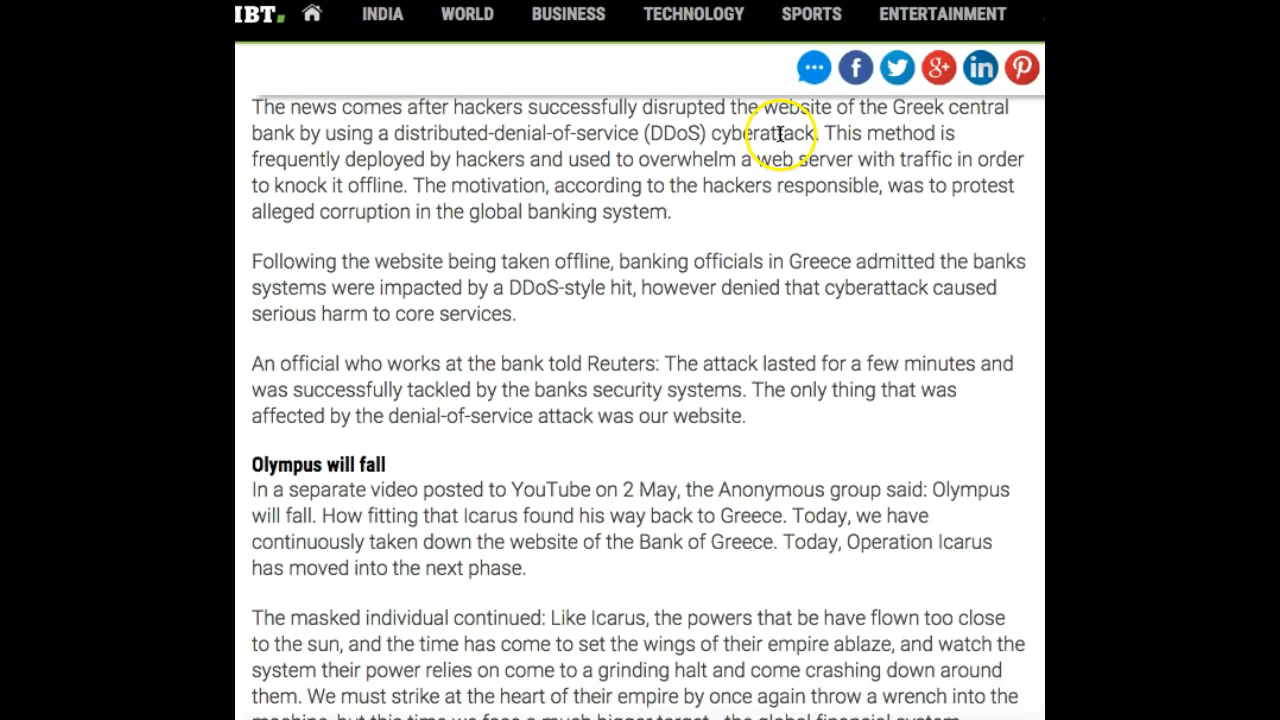 IBT.
INDIA WORLD BUSINESS TECHNOLOGY SPORTS ENTERTAINMENT
The news comes after hackers successfully disrupted the website of the Greek central
bank by using a distributed-denial-of-service (DDoS) cyberattack. This method is
frequently deployed by hackers and used to overwhelm a web server with traffic in order
to knock it offline. The motivation, according to the hackers responsible, was to protest
alleged corruption in the global banking system.
Following the website being taken offline, banking officials in Greece admitted the banks
systems were impacted by a DDoS-style hit, however denied that cyberattack caused
serious harm to core services.
An official who works at the bank told Reuters: The attack lasted for a few minutes and
was successfully tackled by the banks security systems. The only thing that was
affected by the denial-of-service attack was our website.
Olympus will fall
In a separate video posted to YouTube on 2 May, the Anonymous group said: Olympus
will fall. How fitting that Icarus found his way back to Greece. Today, we have
continuously taken down the website of the Bank of Greece. Today, Operation Icarus
has moved into the next phase.
The masked individual continued: Like Icarus, the powers that be have flown too close
to the sun, and the time has come to set the wings of their empire ablaze, and watch the
system their power relies on come to a grinding halt and come crashing down around
them. We must strike at the heart of their empire by once again throw a wrench into the
machine, but this time we face a much bigger target - the global financial system.